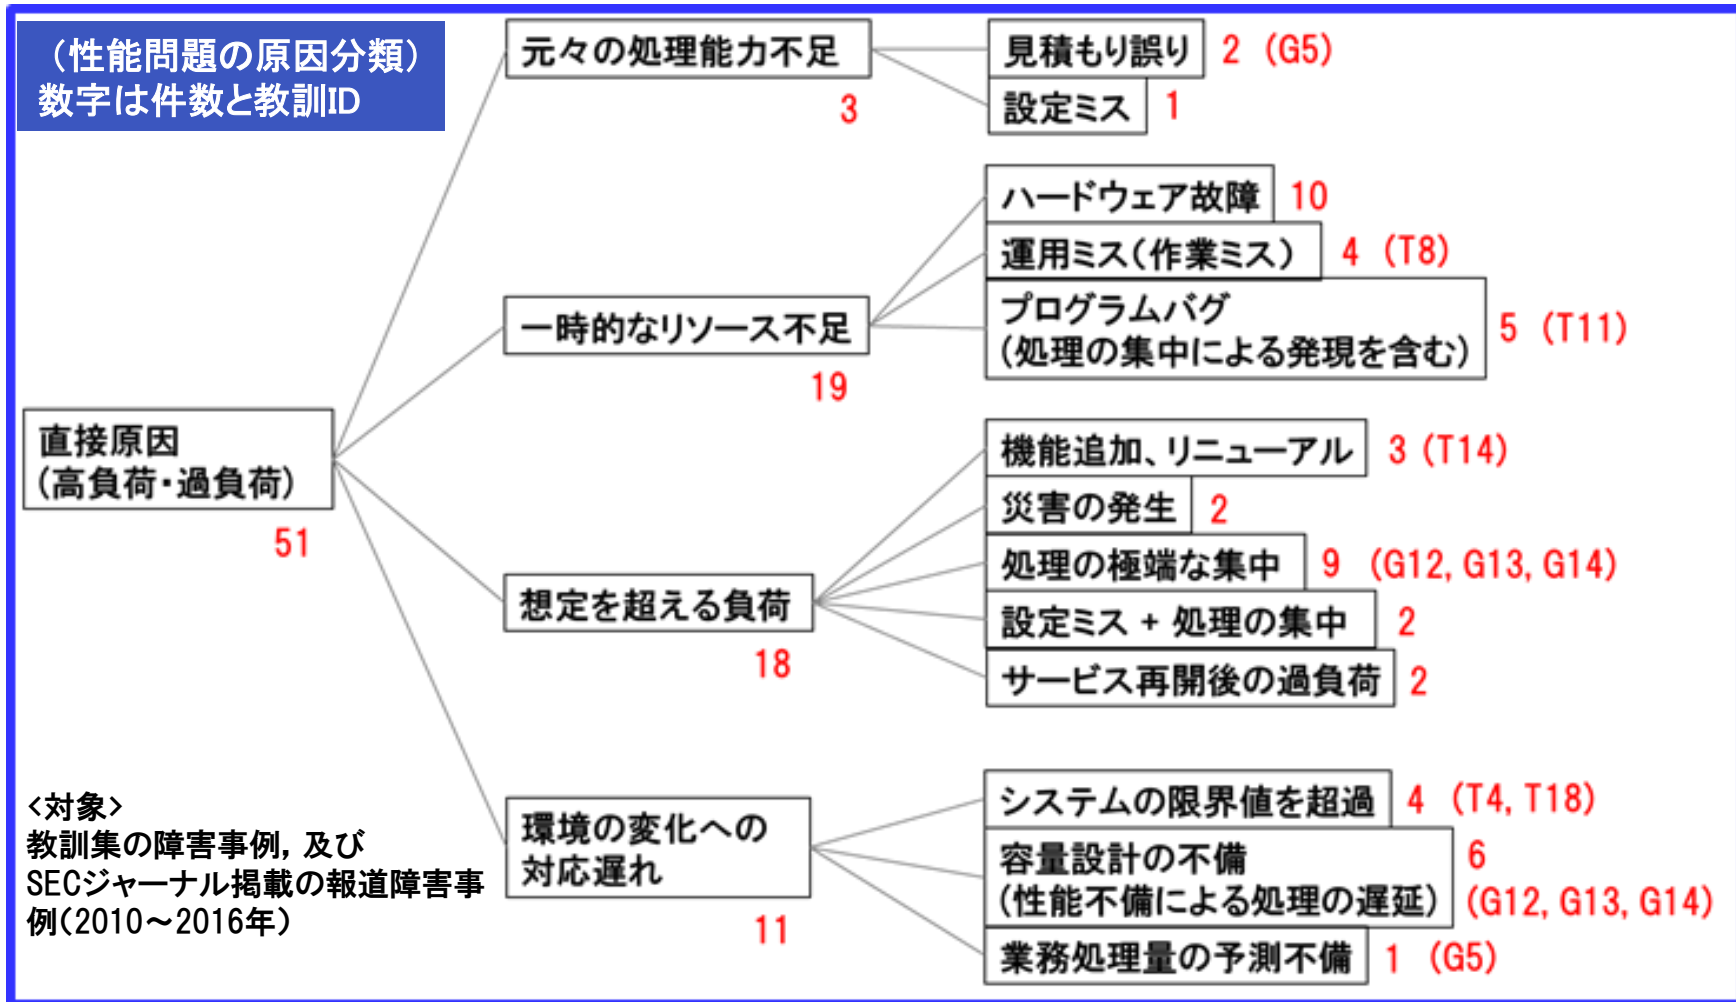 （性能問題の原因分類）
数字は件数と教訓ID
直接原因
（高負荷・過負荷）
51
元々の処理能力不足
3
見積もり誤り
2 (G5)
設定ミス
1
一時的なリソース不足
19
ハードウェア故障
10
運用ミス（作業ミス）
4 (T8)
プログラムバグ
（処理の集中による発現を含む）
5 (T11)
想定を超える負荷
18
機能追加、リニューアル
3 (T14)
災害の発生
2
処理の極端な集中
9 (G12, G13, G14)
設定ミス + 処理の集中
2
サービス再開後の過負荷
2
環境の変化への
対応遅れ
11
システムの限界値を超過
4 (T4, T18)
容量設計の不備
（性能不備による処理の遅延）
6
(G12, G13, G14)
業務処理量の予測不備
1 (G5)
<対象>
教訓集の障害事例, 及び
SECジャーナル掲載の報道障害事
例(2010～2016年)